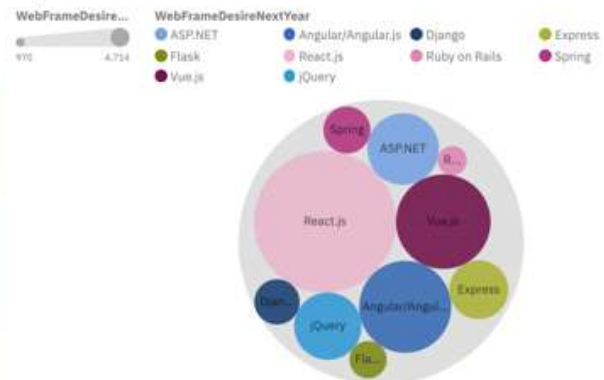 WebFrameDesire...
970 4,714
WebFrameDesireNextYear
ASP.NET Angular/Angular.js Django Express
Flask React.js Ruby on Rails Spring
Vue.js jQuery
Spring
ASP.NET
R...
React.js
Vue.js
Express
Djan...
Angular/Angul...
jQuery
Fla...